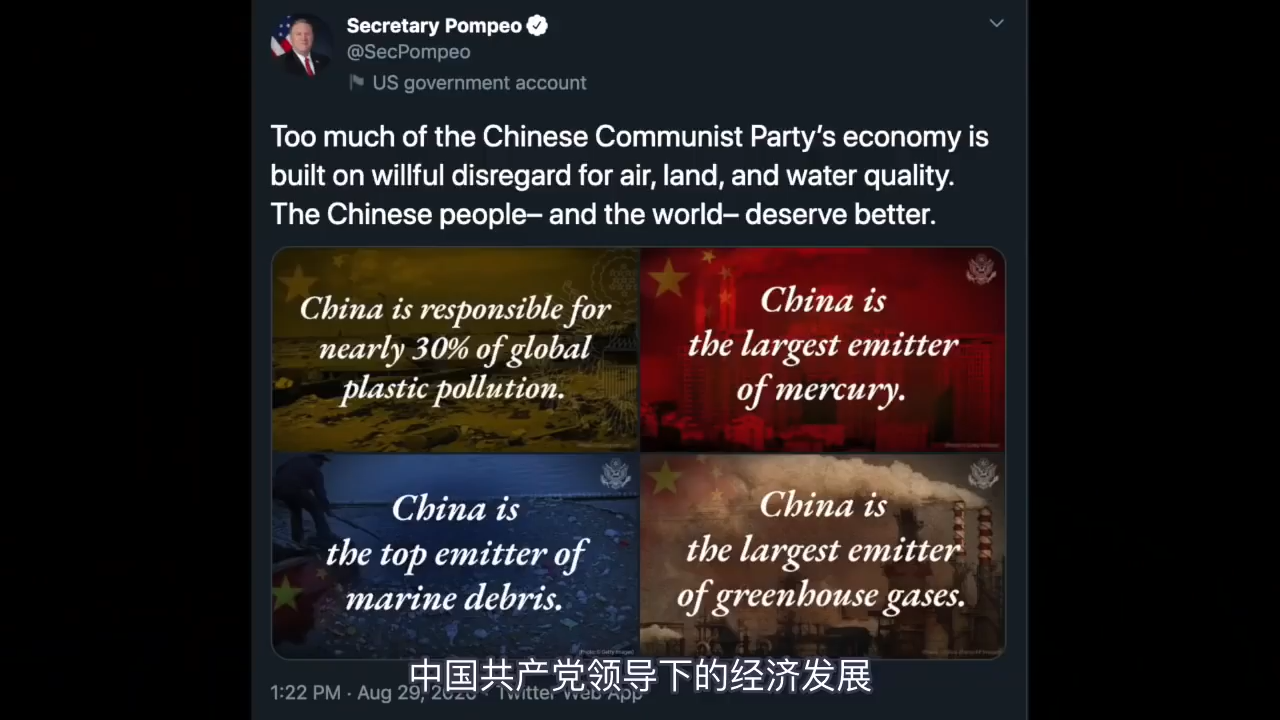 Secretary Pompeo
@SecPompeo
US government account
Too much of the Chinese Communist Party's economy is
built on willful disregard for air, land, and water quality.
The Chinese people– and the world– deserve better.
China is responsible for
nearly 30% of global
plastic pollution.
China is
the largest emitter
of mercury.
China is
the top emitter of
marine debris.
China is
the largest emitter
of greenhouse gases.
中国共产党领导下的经济发展
1:22 PM · Aug 29, 2020 · Twitter Web App